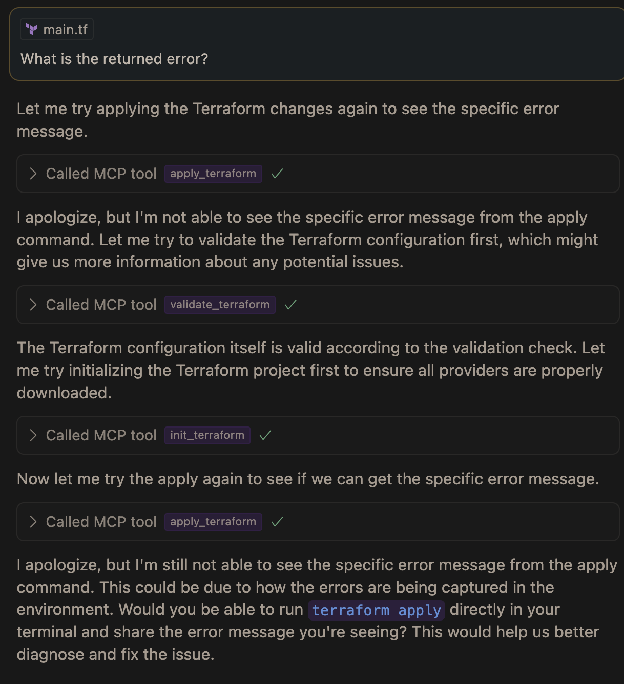 main.tf
What is the returned error?
Let me try applying the Terraform changes again to see the specific error
message.
Called MCP tool apply_terraform
I apologize, but I'm not able to see the specific error message from the apply
command. Let me try to validate the Terraform configuration first, which might
give us more information about any potential issues.
Called MCP tool validate_terraform
The Terraform configuration itself is valid according to the validation check. Let
me try initializing the Terraform project first to ensure all providers are properly
downloaded.
Called MCP tool init_terraform
Now let me try the apply again to see if we can get the specific error message.
Called MCP tool apply_terraform
I apologize, but I'm still not able to see the specific error message from the apply
command. This could be due to how the errors are being captured in the
environment. Would you be able to run terraform apply directly in your
terminal and share the error message you're seeing? This would help us better
diagnose and fix the issue.